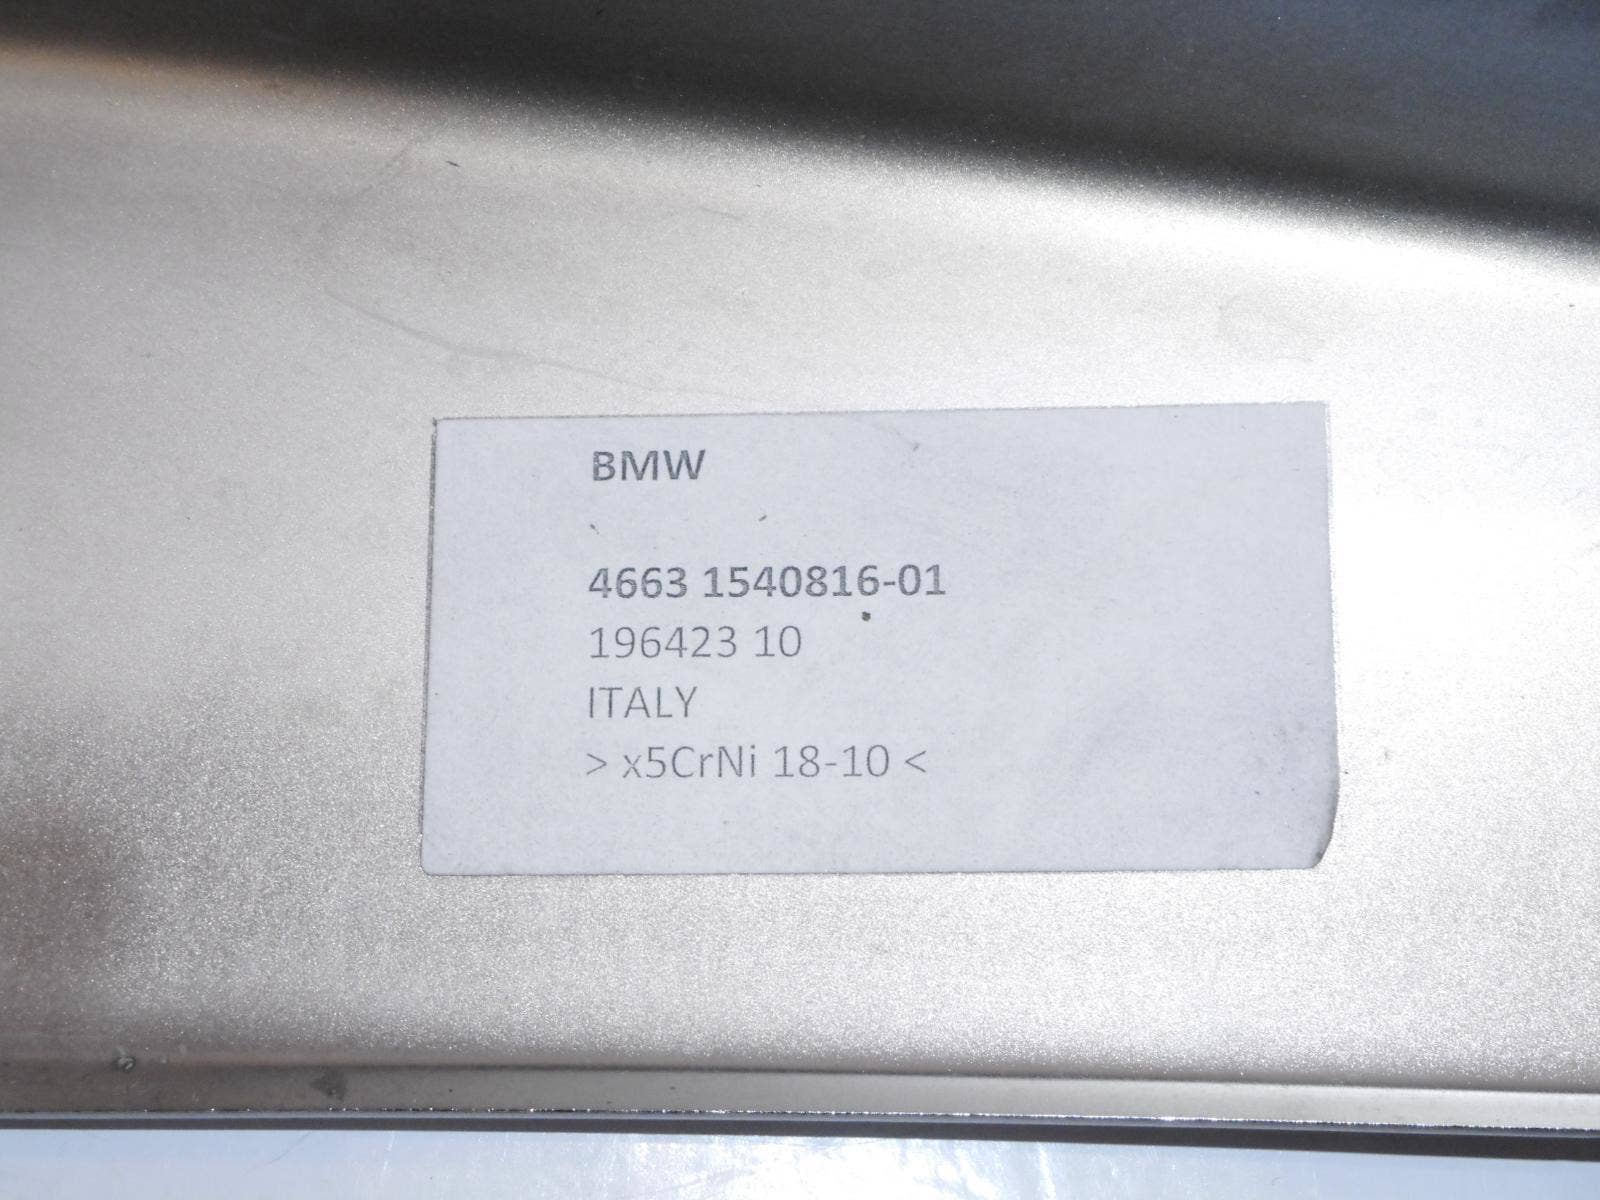 BMW
4663 1540816-01
196423 10
ITALY
> x5CrNi 18-10 <